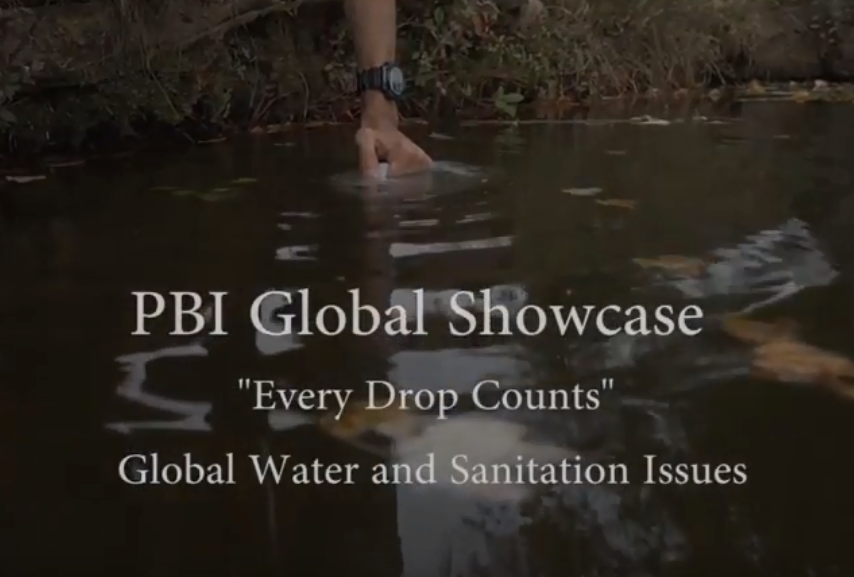 PBI Global Showcase
"Every Drop Counts"
Global Water and Sanitation Issues